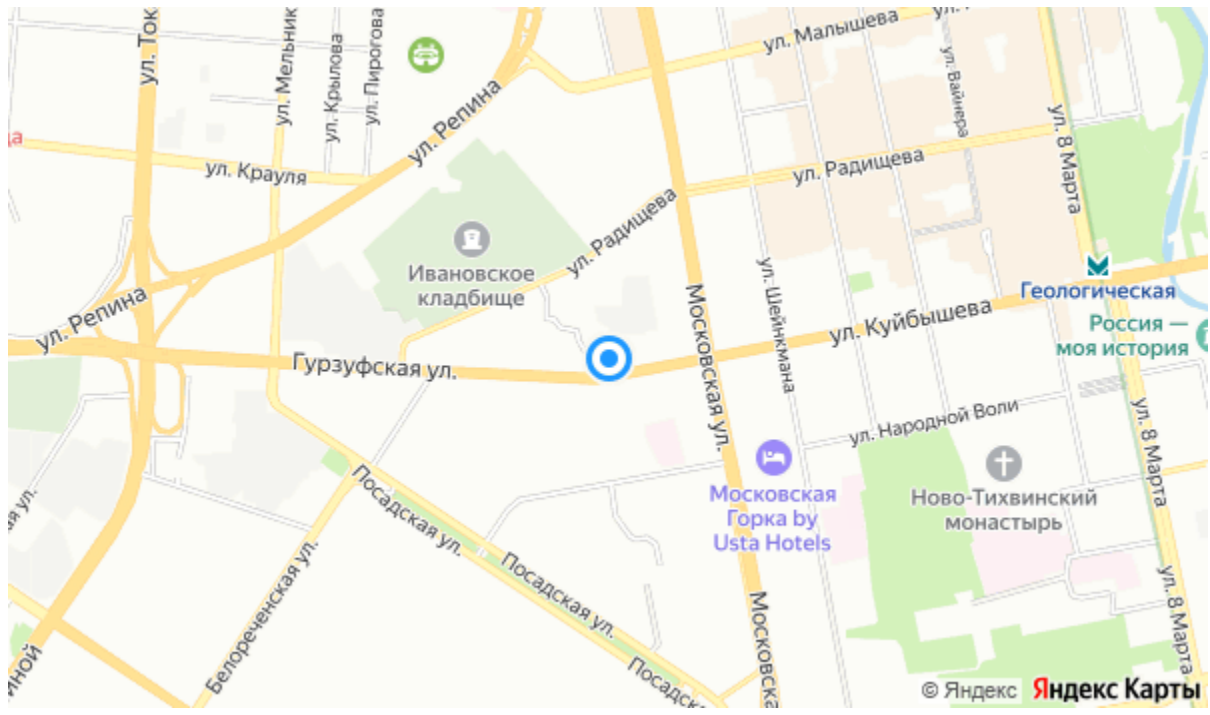 ул. Ток
ул. Мельник
ул. Крылова
ул. Пирогова
ул. Репина
ул. Малышева
ул. Вайнера
ул. 8 Марта
ул. Крауля
ул. Радищева
ул. Радищева
Ивановское
кладбище
ул. Репина
Гурзуфская ул.
Московская ул.
ул. Шейнкмана
ул. Куйбышева
Геологическая
Россия —
моя история
ул. Народной Воли
ул. 8 Марта
Московская
Горка by
Usta Hotels
Ново-Тихвинский
монастырь
Посадская ул.
Посадская ул.
Посадска
Белореченская ул.
Московска
ул. 8 Марта
иной
© Яндекс Яндекс Карты